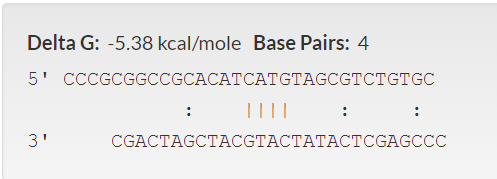 Delta G: -5.38 kcal/mole Base Pairs: 4
5' CCCGCGGCCGCACATCATGTAGCGTCTGTGC
: |||| : :
3' CGACTAGCTACGTACTATACTCGAGCCC